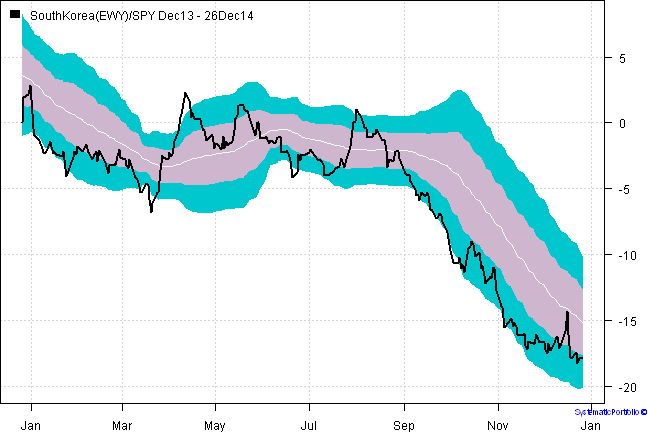 SouthKorea(EWY)/SPY Dec13 - 26Dec14
5
0
-5
-10
-15
-20
Jan Mar May Jul Sep Nov Jan
SystematicPortfolio ©